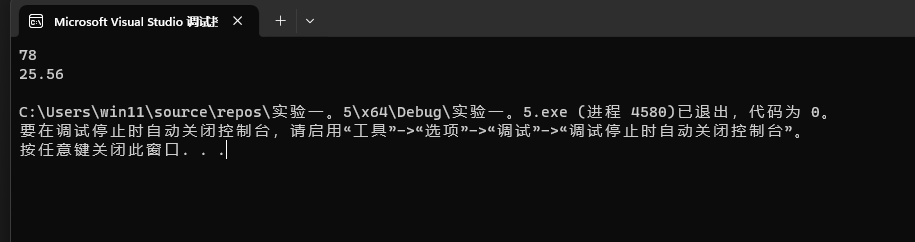 Microsoft Visual Studio 调试
78
25.56
C:\Users\win11\source\repos\实验一。5\x64\Debug\实验一。5.exe (进程 4580)已退出，代码为 0。
要在调试停止时自动关闭控制台，请启用“工具”->“选项”->“调试”->“调试停止时自动关闭控制台”。
按任意键关闭此窗口. . .